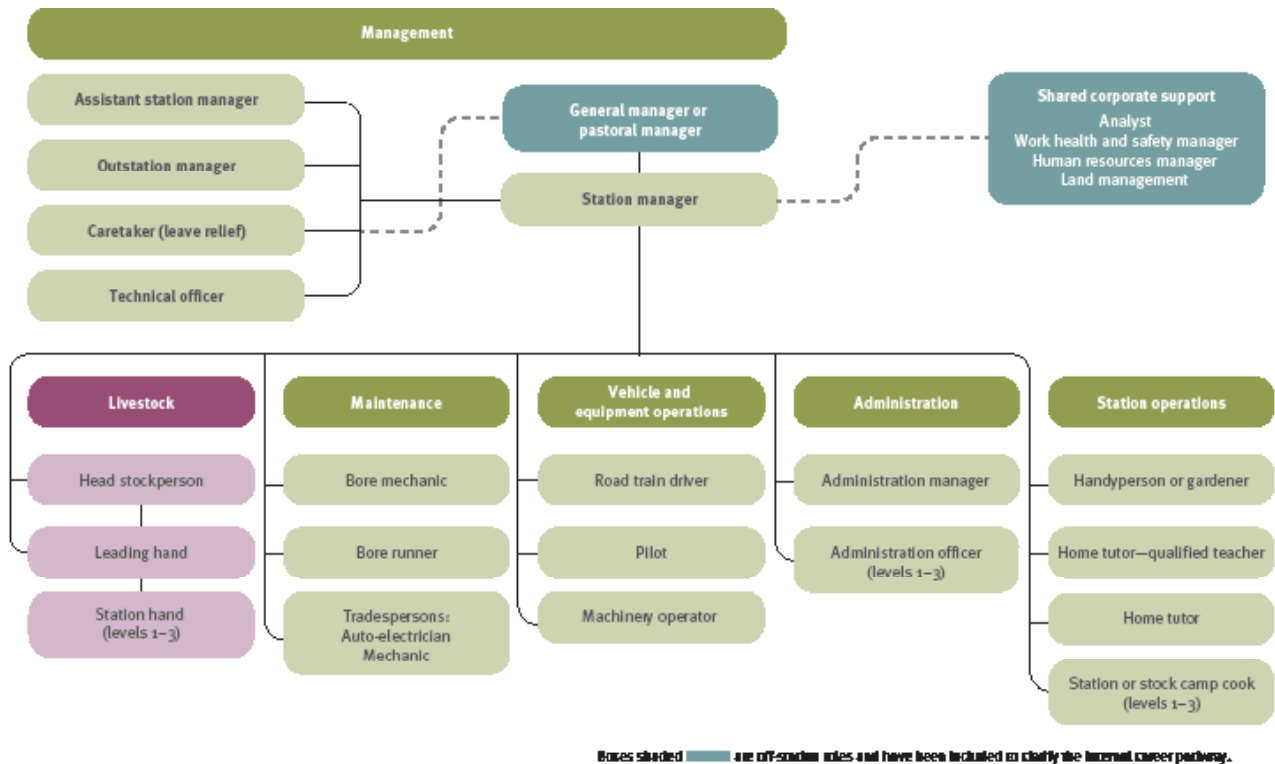 Management
Assistant station manager
Outstation manager
Caretaker (leave relief)
Technical officer
General manager or
pastoral manager
Station manager
Shared corporate support
Analyst
Work health and safety manager
Human resources manager
Land management
Livestock
Head stockperson
Leading hand
Station hand
(levels 1–3)
Maintenance
Bore mechanic
Bore runner
Tradespersons:
Auto-electrician
Mechanic
Vehicle and
equipment operations
Road train driver
Pilot
Machinery operator
Administration
Administration manager
Administration officer
(levels 1–3)
Station operations
Handyperson or gardener
Home tutor—qualified teacher
Home tutor
Station or stock camp cook
(levels 1–3)
Boxes shaded are off-station roles and have been included to clarify the internal career pathway.